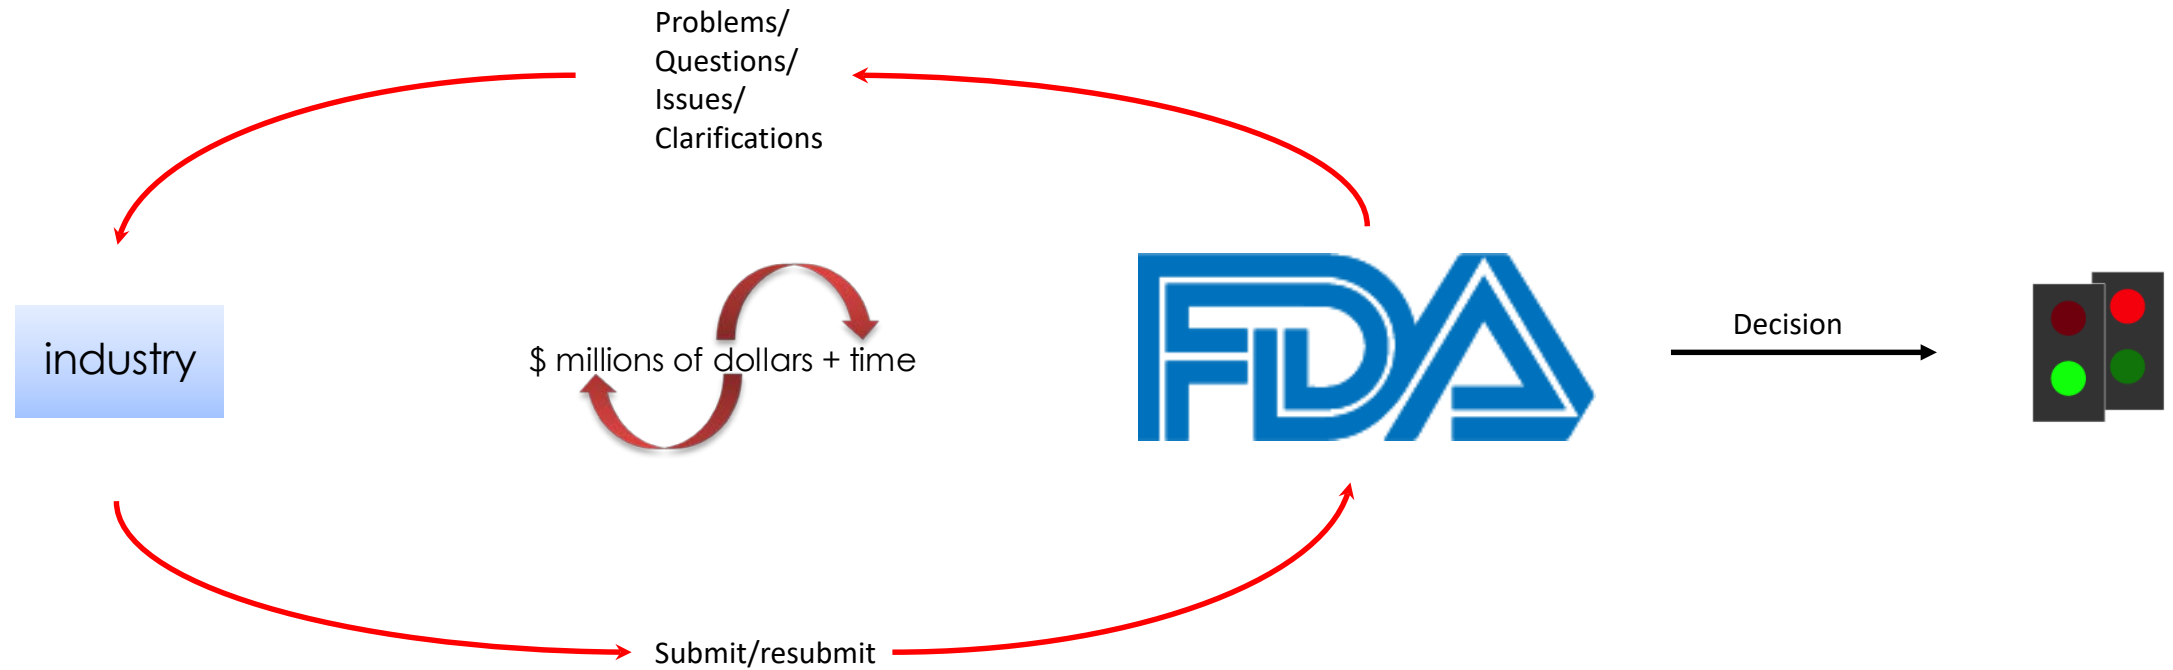 Problems/
Questions/
Issues/
Clarifications
industry
$ millions of dollars + time
FDA
Decision
Submit/resubmit